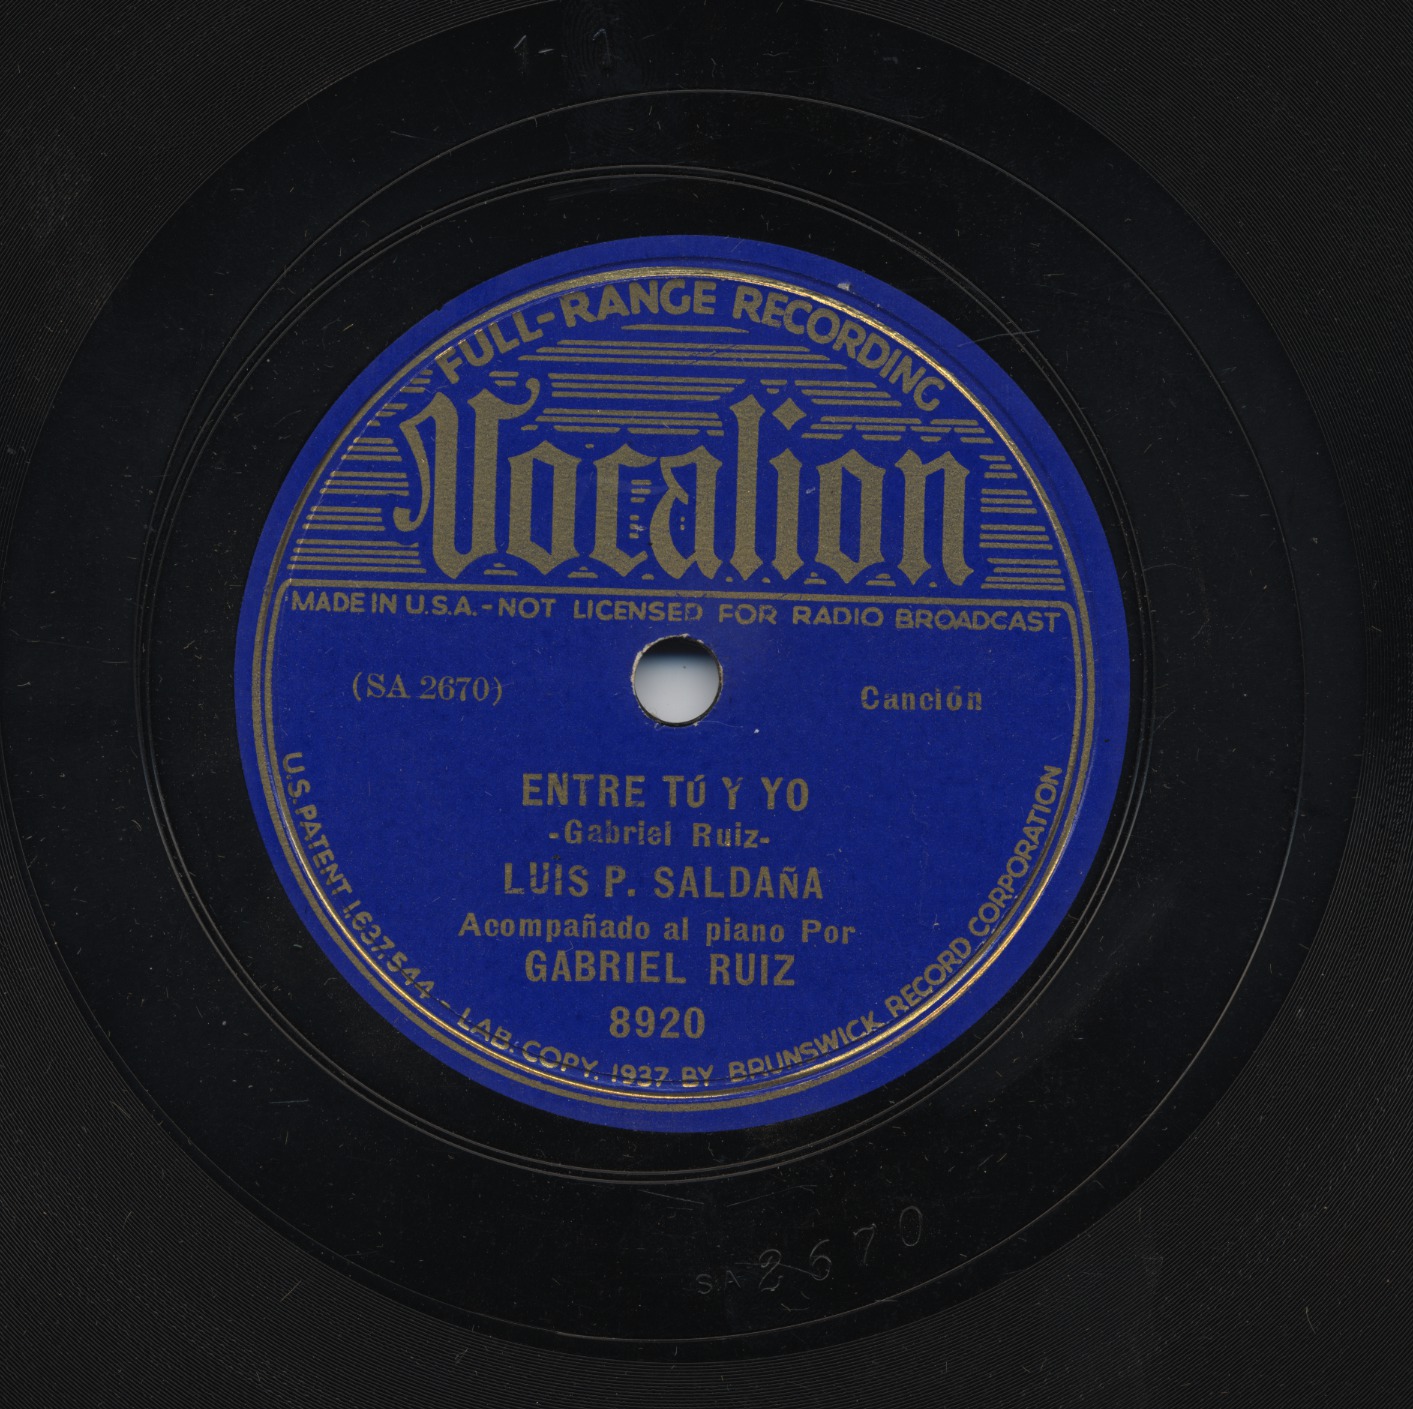 1-1
FULL-RANGE RECORDING
Vocalion
MADE IN U.S.A.-NOT LICENSED FOR RADIO BROADCAST
(SA 2670)
Canción
ENTRE TÚ Y YO
-Gabriel Ruiz-
LUÍS P. SALDAÑA
Acompañado al piano Por
GABRIEL RUIZ
8920
U.S. PATENT 1,637,544 - LAB. COPY. 1937 BY BRUNSWICK RECORD CORPORATION
SA 2670